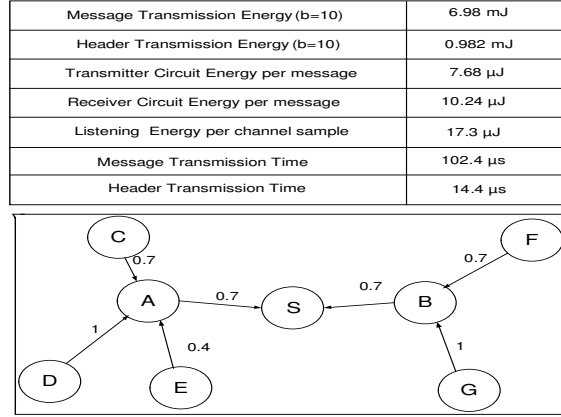 Message Transmission Energy (b=10) 6.98 mJ
Header Transmission Energy (b=10) 0.982 mJ
Transmitter Circuit Energy per message 7.68 µJ
Receiver Circuit Energy per message 10.24 µJ
Listening Energy per channel sample 17.3 µJ
Message Transmission Time 102.4 µs
Header Transmission Time 14.4 µs
C F
0.7 0.7
A 0.7 S 0.7 B
1 0.4 1
D E G